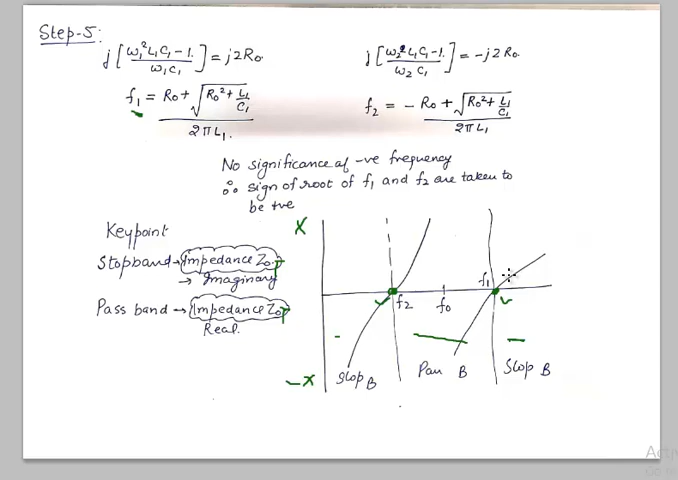 Step-5:
j[(ω₁²L₁C₁-1)/(ω₁C₁)] = j2R₀.
j[(ω₂²L₁C₁-1)/(ω₂C₁)] = -j2R₀.
f₁ = (R₀+√(R₀²+L₁/C₁))/(2πL₁).
f₂ = (-R₀+√(R₀²+L₁/C₁))/(2πL₁)
No significance of -ve frequency
∴ sign of root of f₁ and f₂ are taken to
be +ve
Keypoint
Stopband→ Impedance Z₀T
→ Imaginary
Pass band → Impedance Z₀T
Real.
X
f₂
f₀
f₁
-X
Stop B
Pass B
Stop B